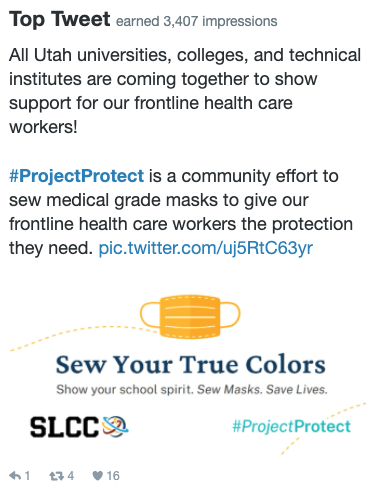 Top Tweet earned 3,407 impressions
All Utah universities, colleges, and technical
institutes are coming together to show
support for our frontline health care
workers!
#ProjectProtect is a community effort to
sew medical grade masks to give our
frontline health care workers the protection
they need. pic.twitter.com/uj5RtC63yr
Sew Your True Colors
Show your school spirit. Sew Masks. Save Lives.
SLCC
#ProjectProtect
1 4 16